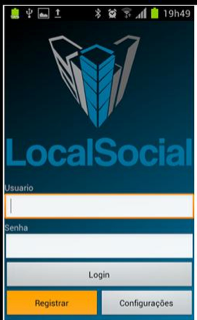 19h49
LocalSocial
Usuario
Senha
Login
Registrar Configurações